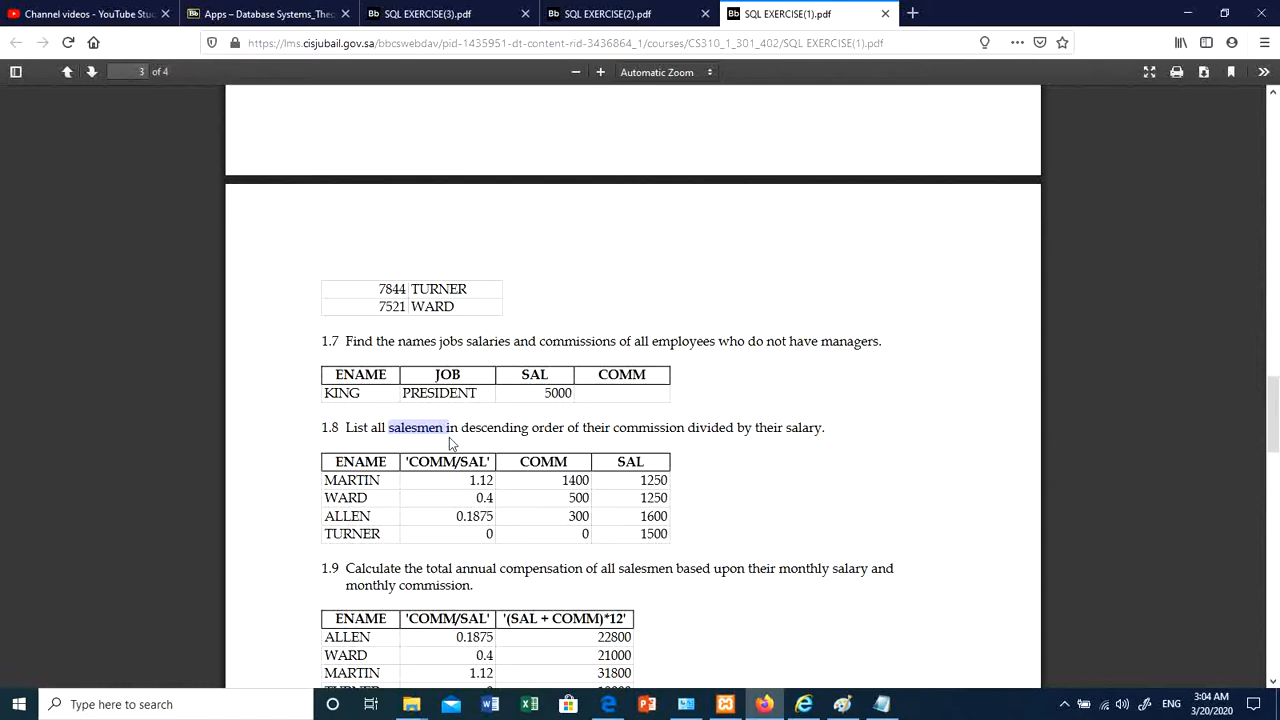 Channel videos - YouTube Stu
Apps – Database Systems_The
SQL EXERCISE(3).pdf
SQL EXERCISE(2).pdf
SQL EXERCISE(1).pdf
https://lms.cisjubail.gov.sa/bbcswebdav/pid-1435951-dt-content-rid-3436864_1/courses/CS310_1_301_402/SQL EXERCISE(1).pdf
3 of 4
Automatic Zoom
7844 TURNER
7521 WARD
1.7 Find the names jobs salaries and commissions of all employees who do not have managers.
ENAME JOB SAL COMM
KING PRESIDENT 5000
1.8 List all salesmen in descending order of their commission divided by their salary.
ENAME 'COMM/SAL' COMM SAL
MARTIN 1.12 1400 1250
WARD 0.4 500 1250
ALLEN 0.1875 300 1600
TURNER 0 0 1500
1.9 Calculate the total annual compensation of all salesmen based upon their monthly salary and
monthly commission.
ENAME 'COMM/SAL' '(SAL + COMM)*12'
ALLEN 0.1875 22800
WARD 0.4 21000
MARTIN 1.12 31800
Type here to search
ENG
3:04 AM
3/20/2020